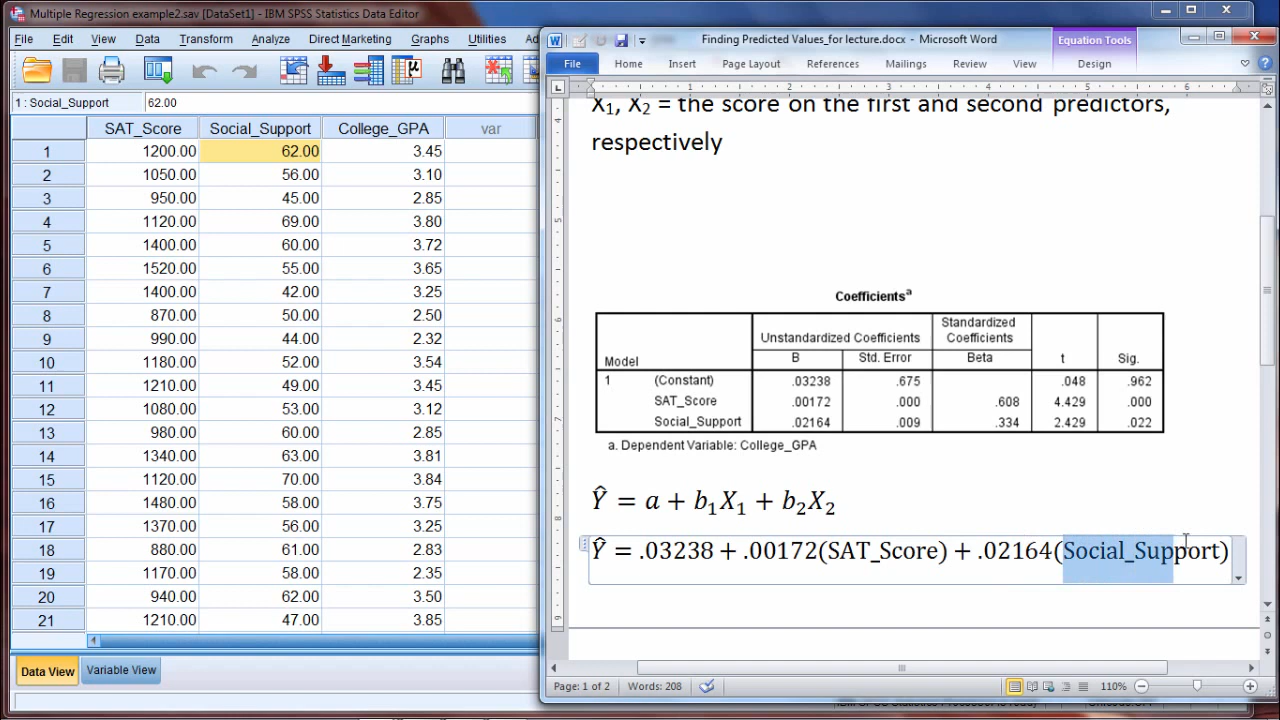 Multiple Regression example2.sav [DataSet1] - IBM SPSS Statistics Data Editor
File Edit View Data Transform Analyze Direct Marketing Graphs Utilities
1 : Social_Support 62.00
SAT_Score Social_Support College_GPA var
1 1200.00 62.00 3.45
2 1050.00 56.00 3.10
3 950.00 45.00 2.85
4 1120.00 69.00 3.80
5 1400.00 60.00 3.72
6 1520.00 55.00 3.65
7 1400.00 42.00 3.25
8 870.00 50.00 2.50
9 990.00 44.00 2.32
10 1180.00 52.00 3.54
11 1210.00 49.00 3.45
12 1080.00 53.00 3.12
13 980.00 60.00 2.85
14 1340.00 63.00 3.81
15 1120.00 70.00 3.84
16 1480.00 58.00 3.75
17 1370.00 56.00 3.25
18 880.00 61.00 2.83
19 1170.00 58.00 2.35
20 940.00 62.00 3.50
21 1210.00 47.00 3.85
Data View Variable View
Finding Predicted Values_for lecture.docx - Microsoft Word Equation Tools
File Home Insert Page Layout References Mailings Review View Design
1 2 3 4 5 6
X₁, X₂ = the score on the first and second predictors,
respectively
Coefficientsᵃ
Model Unstandardized Coefficients Standardized Coefficients t Sig.
B Std. Error Beta
1 (Constant) .03238 .675 .048 .962
SAT_Score .00172 .000 .608 4.429 .000
Social_Support .02164 .009 .334 2.429 .022
a. Dependent Variable: College_GPA
Ŷ = a + b₁X₁ + b₂X₂
Ŷ = .03238 + .00172(SAT_Score) + .02164(Social_Support)
Page: 1 of 2 Words: 208 110%